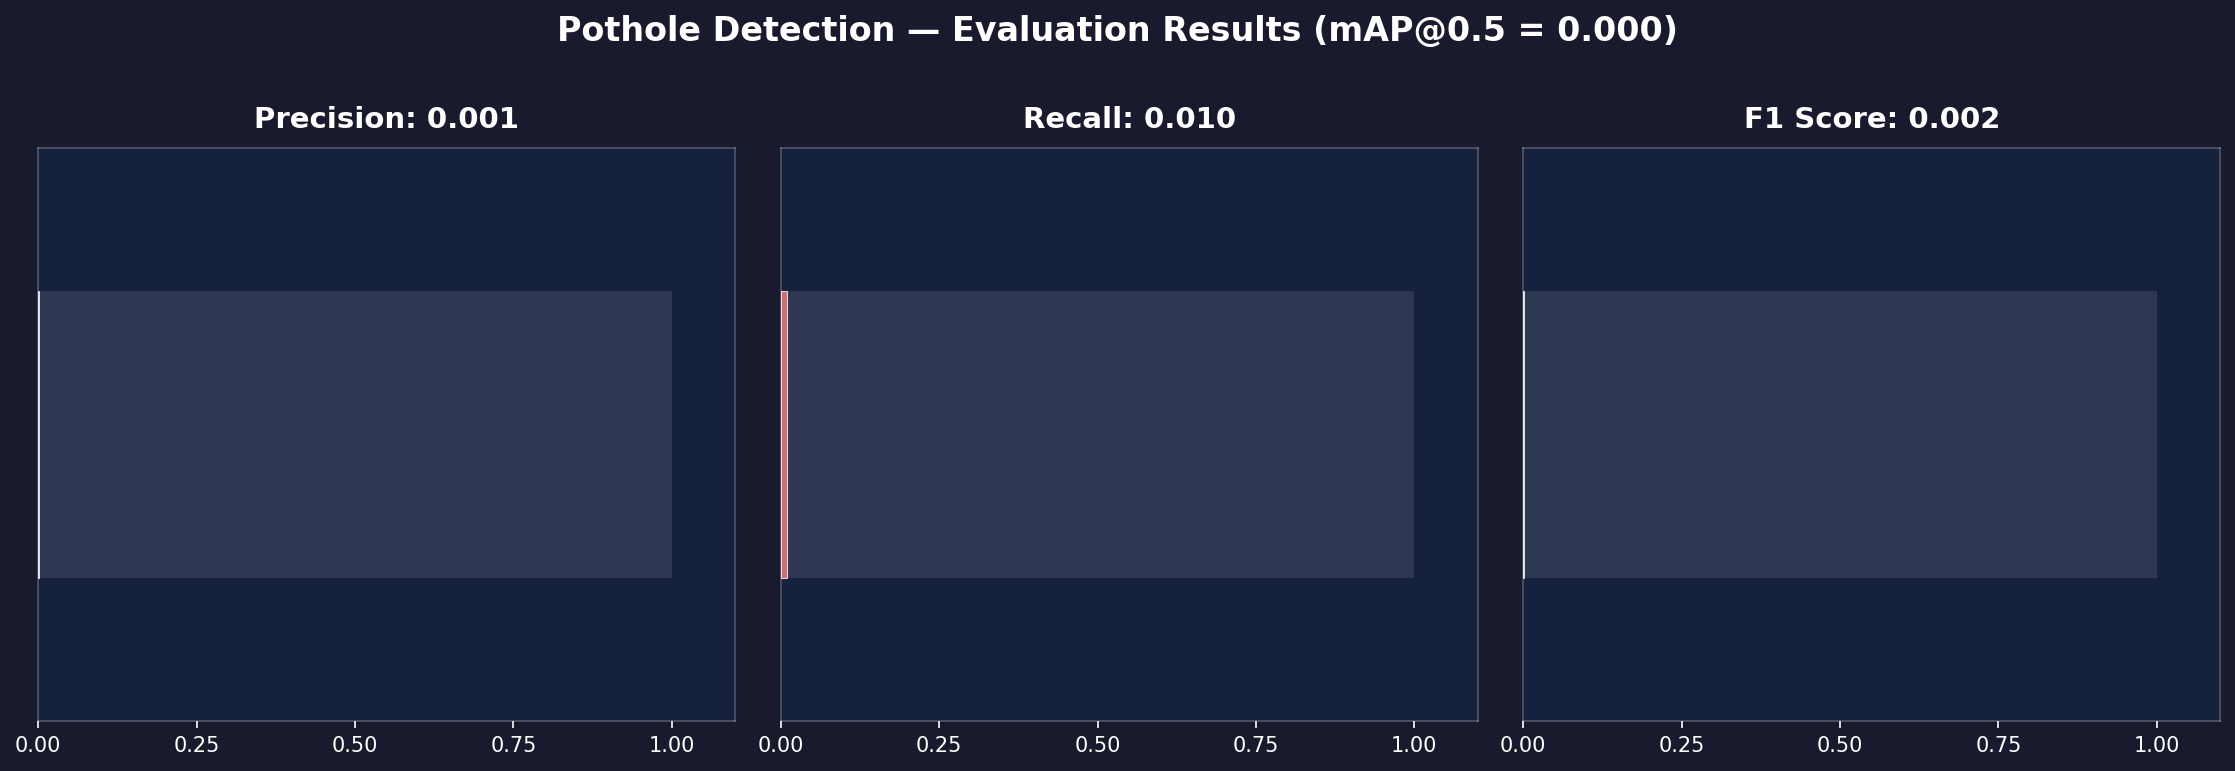 Pothole Detection — Evaluation Results (mAP@0.5 = 0.000)
Precision: 0.001
Recall: 0.010
F1 Score: 0.002
0.00 0.25 0.50 0.75 1.00
0.00 0.25 0.50 0.75 1.00
0.00 0.25 0.50 0.75 1.00